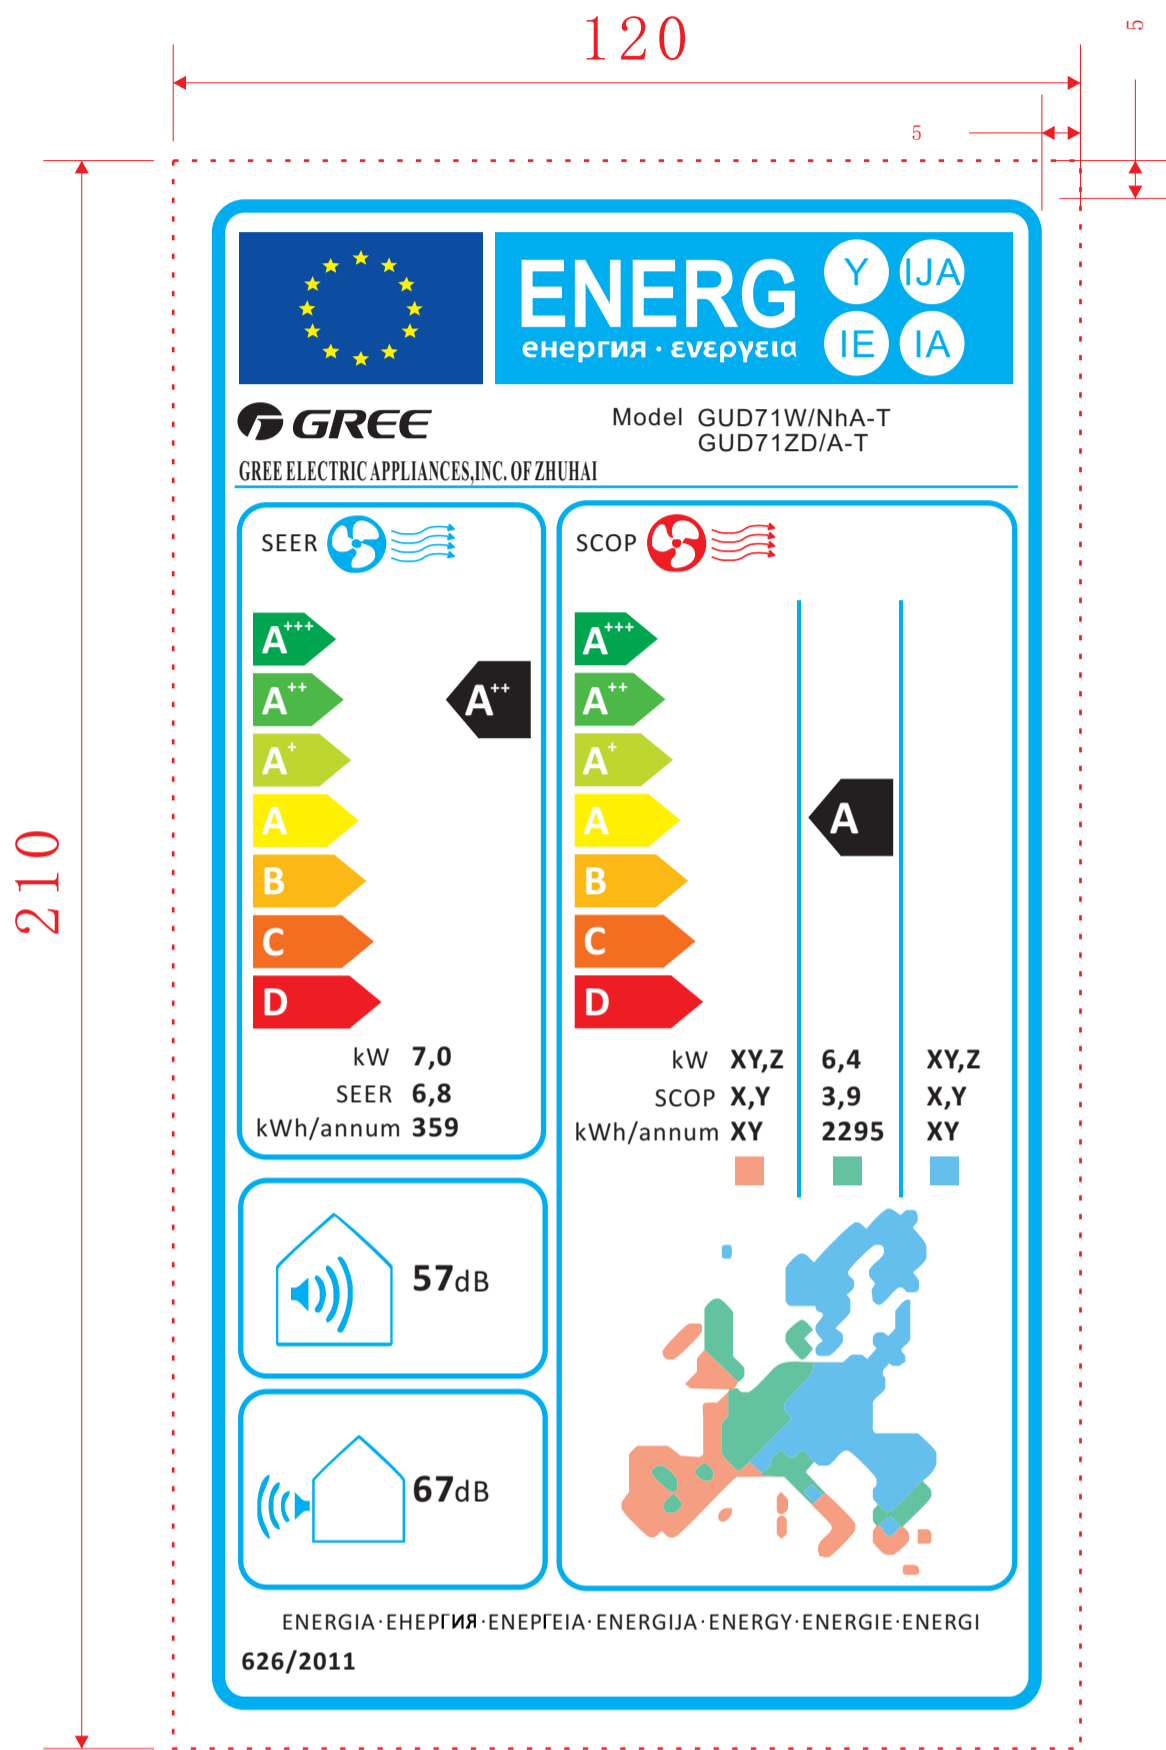 120
5
5
210
ENERG
енергия · ενεργεια
Y IJA
IE IA
GREE
Model GUD71W/NhA-T
GUD71ZD/A-T
GREE ELECTRIC APPLIANCES,INC. OF ZHUHAI
SEER
A+++
A++
A+
A
B
C
D
A++
kW 7,0
SEER 6,8
kWh/annum 359
SCOP
A+++
A++
A+
A
B
C
D
A
kW XY,Z 6,4 XY,Z
SCOP X,Y 3,9 X,Y
kWh/annum XY 2295 XY
57dB
67dB
ENERGIA·ЕНЕРГИЯ·ΕΝΕΡΓΕΙΑ·ENERGIJA·ENERGY·ENERGIE·ENERGI
626/2011